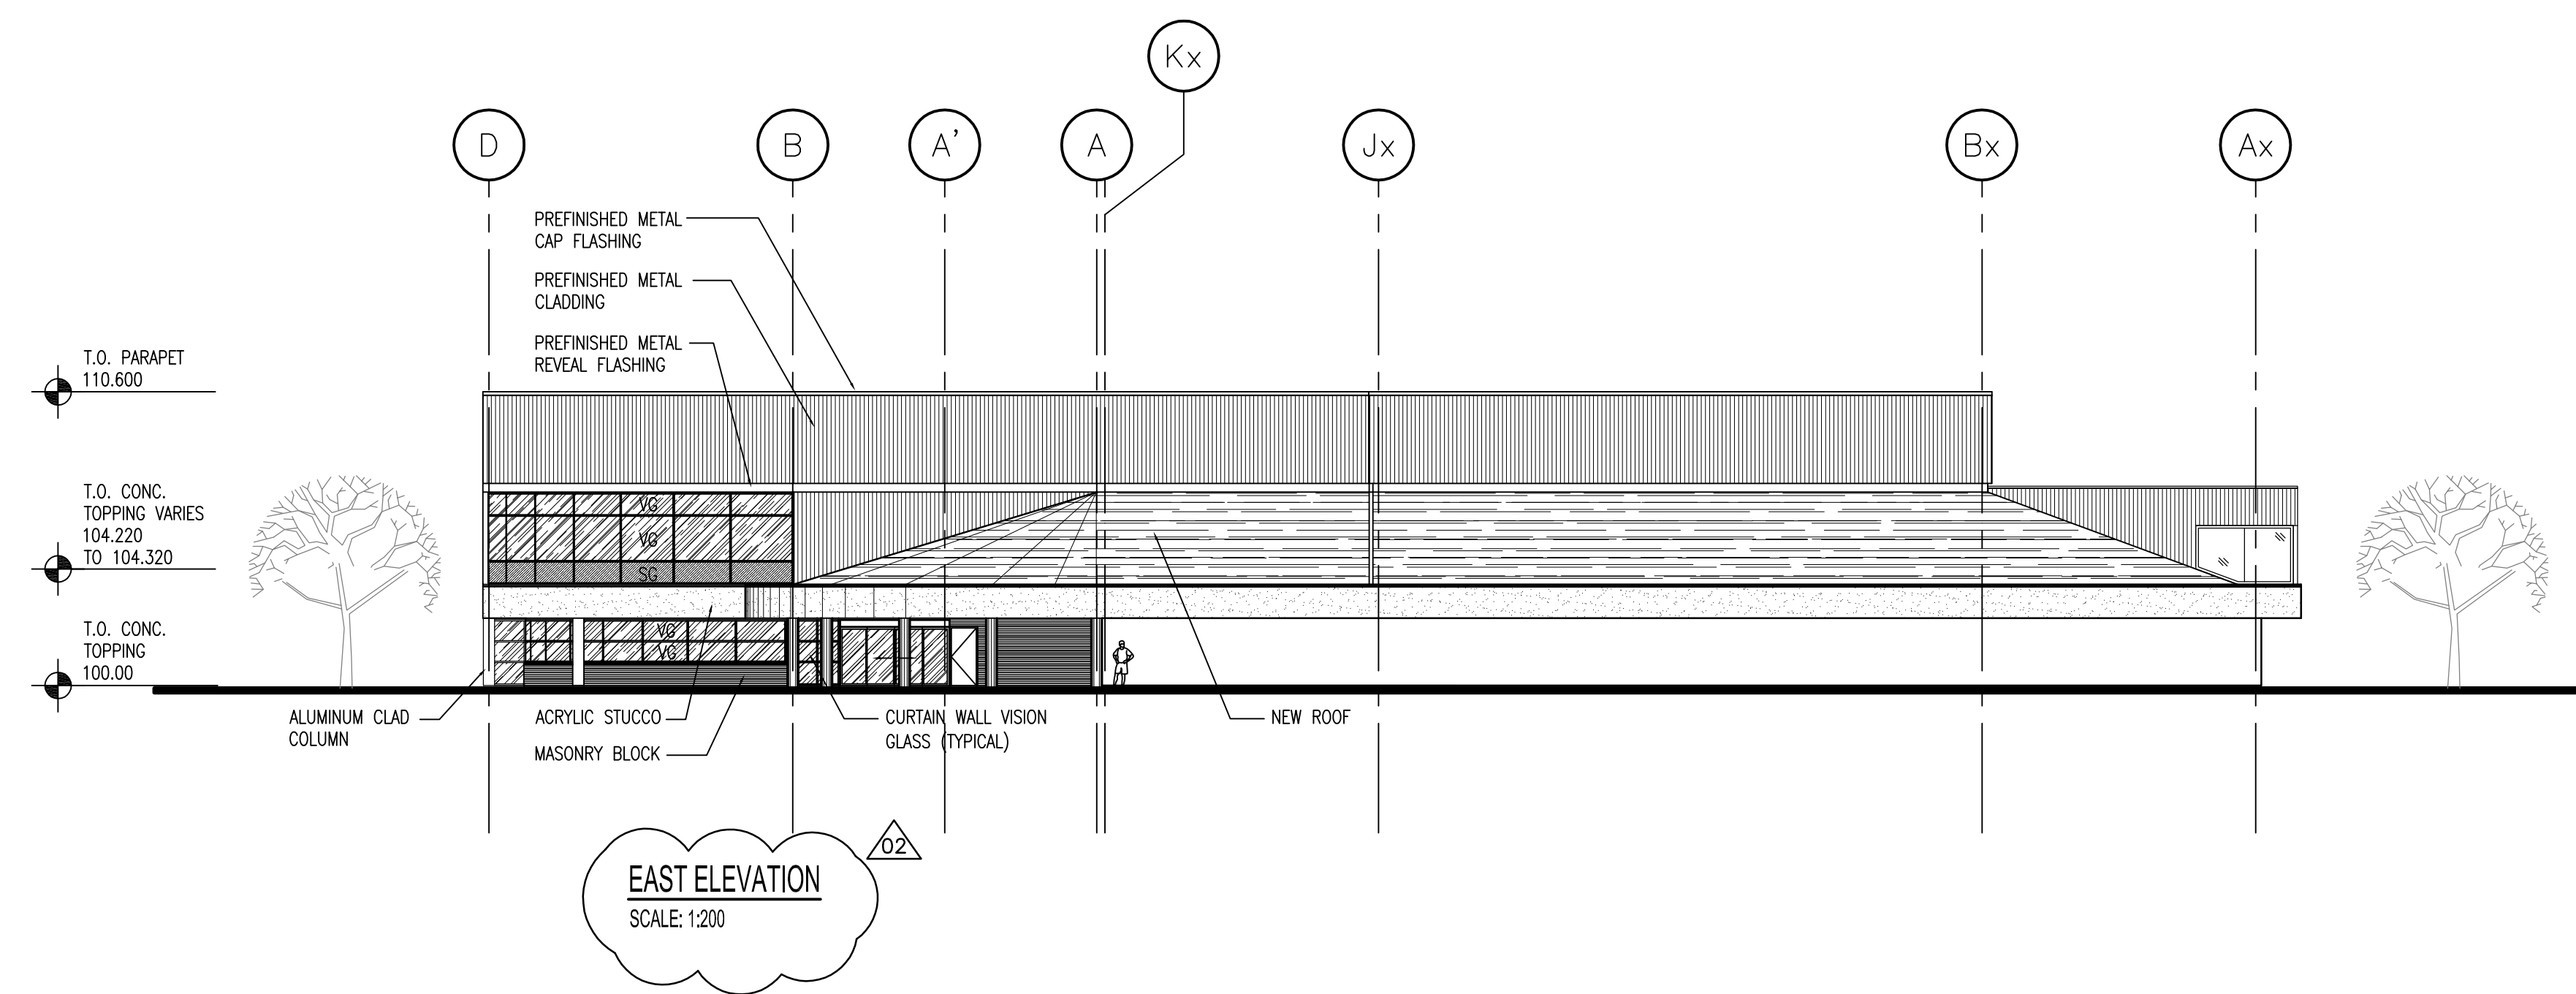 Kx
D
B
A'
A
Jx
Bx
Ax
PREFINISHED METAL
CAP FLASHING
PREFINISHED METAL
CLADDING
PREFINISHED METAL
REVEAL FLASHING
T.O. PARAPET
110.600
T.O. CONC.
TOPPING VARIES
104.220
TO 104.320
T.O. CONC.
TOPPING
100.00
VG
VG
SG
VG
VG
ALUMINUM CLAD
COLUMN
ACRYLIC STUCCO
MASONRY BLOCK
CURTAIN WALL VISION
GLASS (TYPICAL)
NEW ROOF
02
EAST ELEVATION
SCALE: 1:200